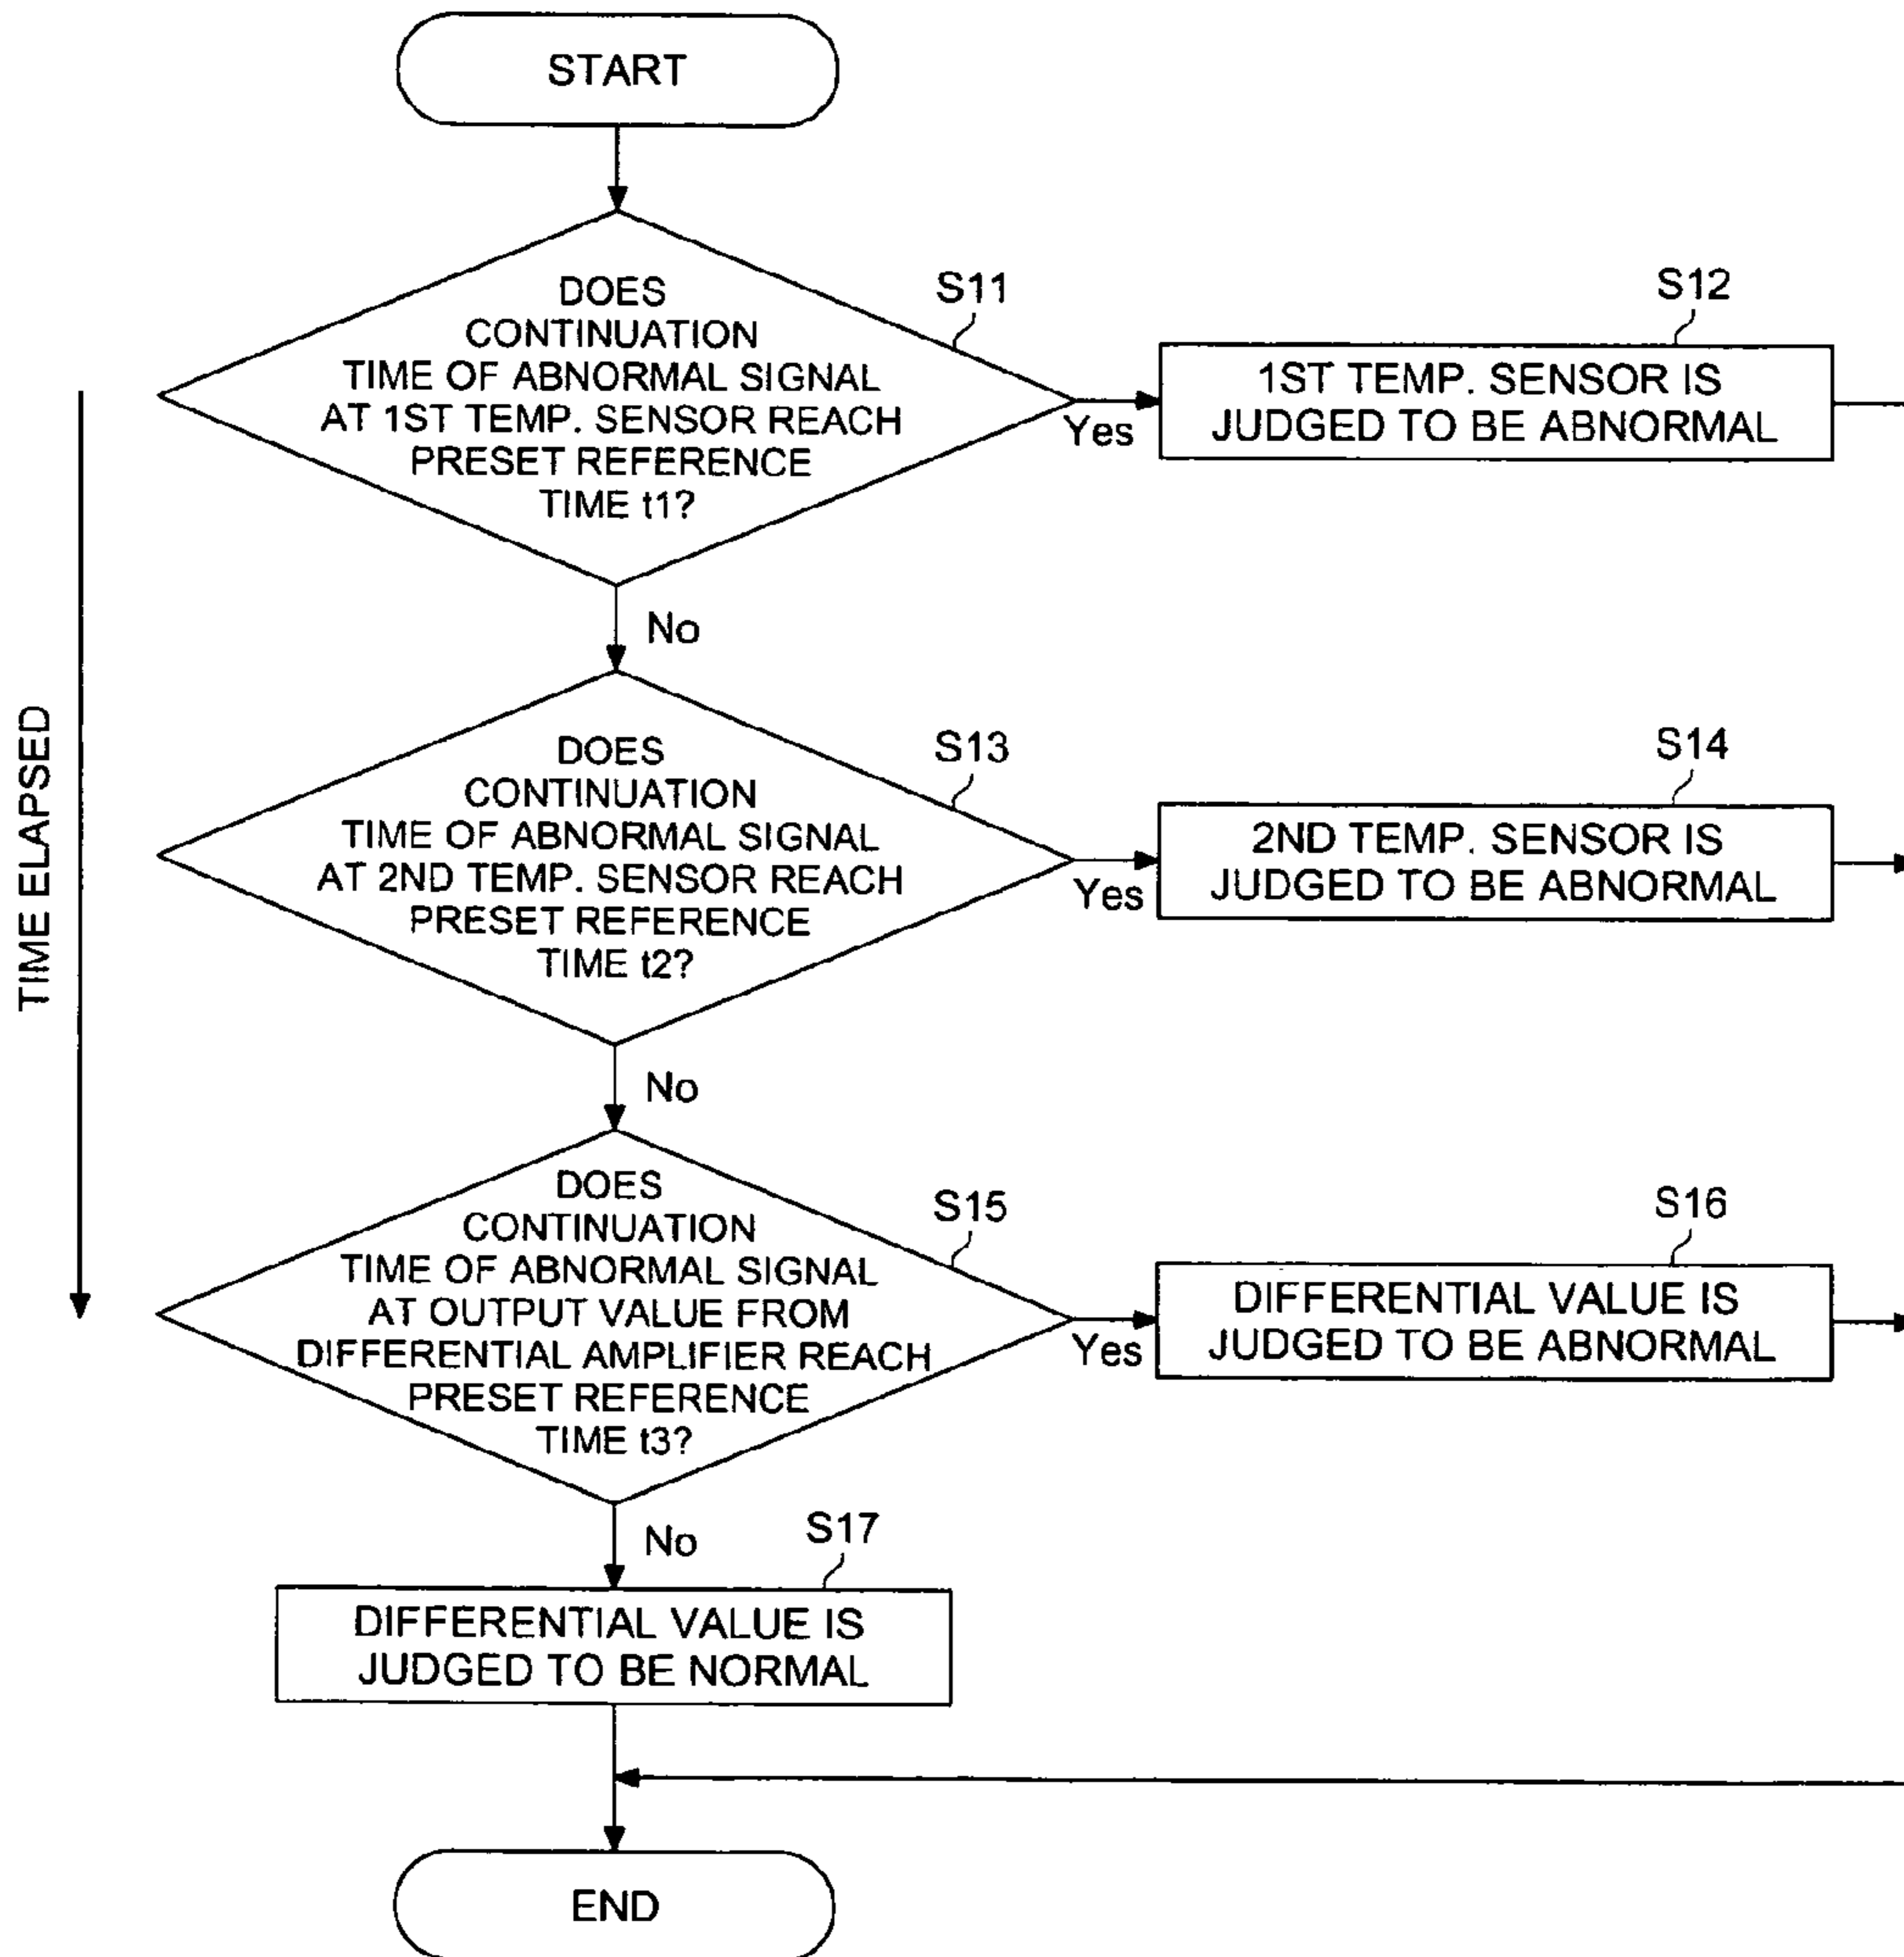 START
DOES
CONTINUATION
TIME OF ABNORMAL SIGNAL
AT 1ST TEMP. SENSOR REACH
PRESET REFERENCE
TIME t1?
S11
Yes
S12
1ST TEMP. SENSOR IS
JUDGED TO BE ABNORMAL
No
TIME ELAPSED
DOES
CONTINUATION
TIME OF ABNORMAL SIGNAL
AT 2ND TEMP. SENSOR REACH
PRESET REFERENCE
TIME t2?
S13
Yes
S14
2ND TEMP. SENSOR IS
JUDGED TO BE ABNORMAL
No
DOES
CONTINUATION
TIME OF ABNORMAL SIGNAL
AT OUTPUT VALUE FROM
DIFFERENTIAL AMPLIFIER REACH
PRESET REFERENCE
TIME t3?
S15
Yes
S16
DIFFERENTIAL VALUE IS
JUDGED TO BE ABNORMAL
No
S17
DIFFERENTIAL VALUE IS
JUDGED TO BE NORMAL
END